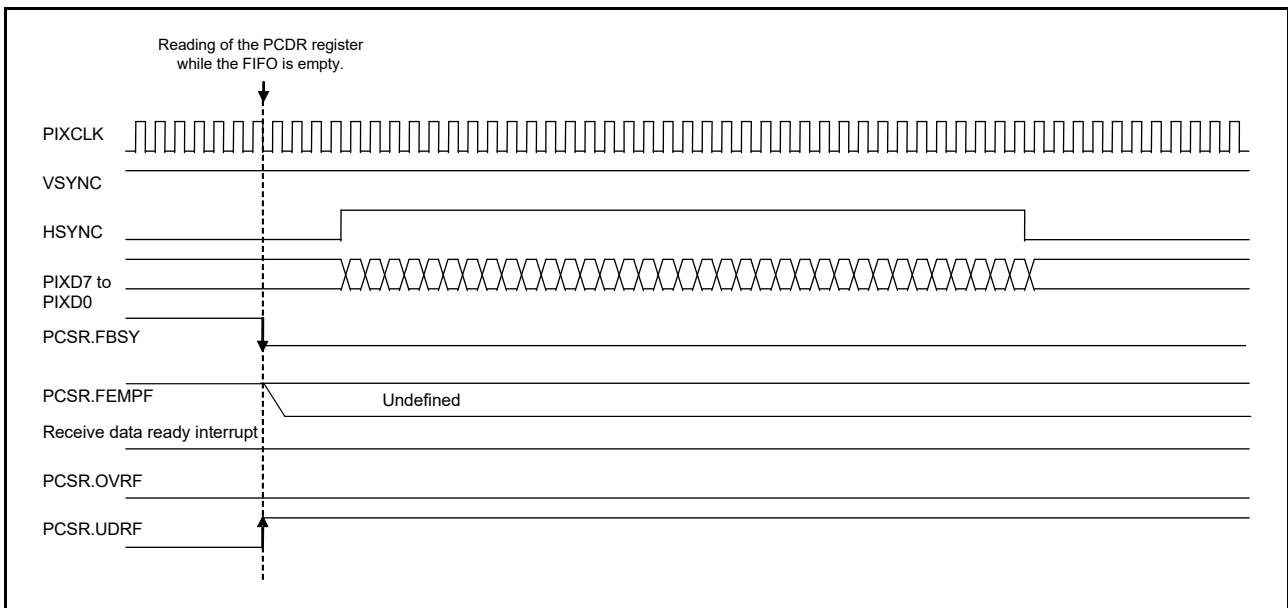 Reading of the PCDR register
while the FIFO is empty.
PIXCLK
VSYNC
HSYNC
PIXD7 to
PIXD0
PCSR.FBSY
PCSR.FEMPF
Undefined
Receive data ready interrupt
PCSR.OVRF
PCSR.UDRF